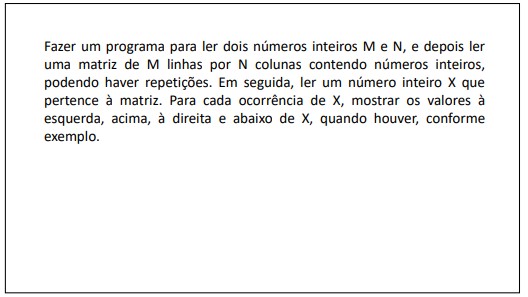 Fazer um programa para ler dois números inteiros M e N, e depois ler
uma matriz de M linhas por N colunas contendo números inteiros,
podendo haver repetições. Em seguida, ler um número inteiro X que
pertence à matriz. Para cada ocorrência de X, mostrar os valores à
esquerda, acima, à direita e abaixo de X, quando houver, conforme
exemplo.